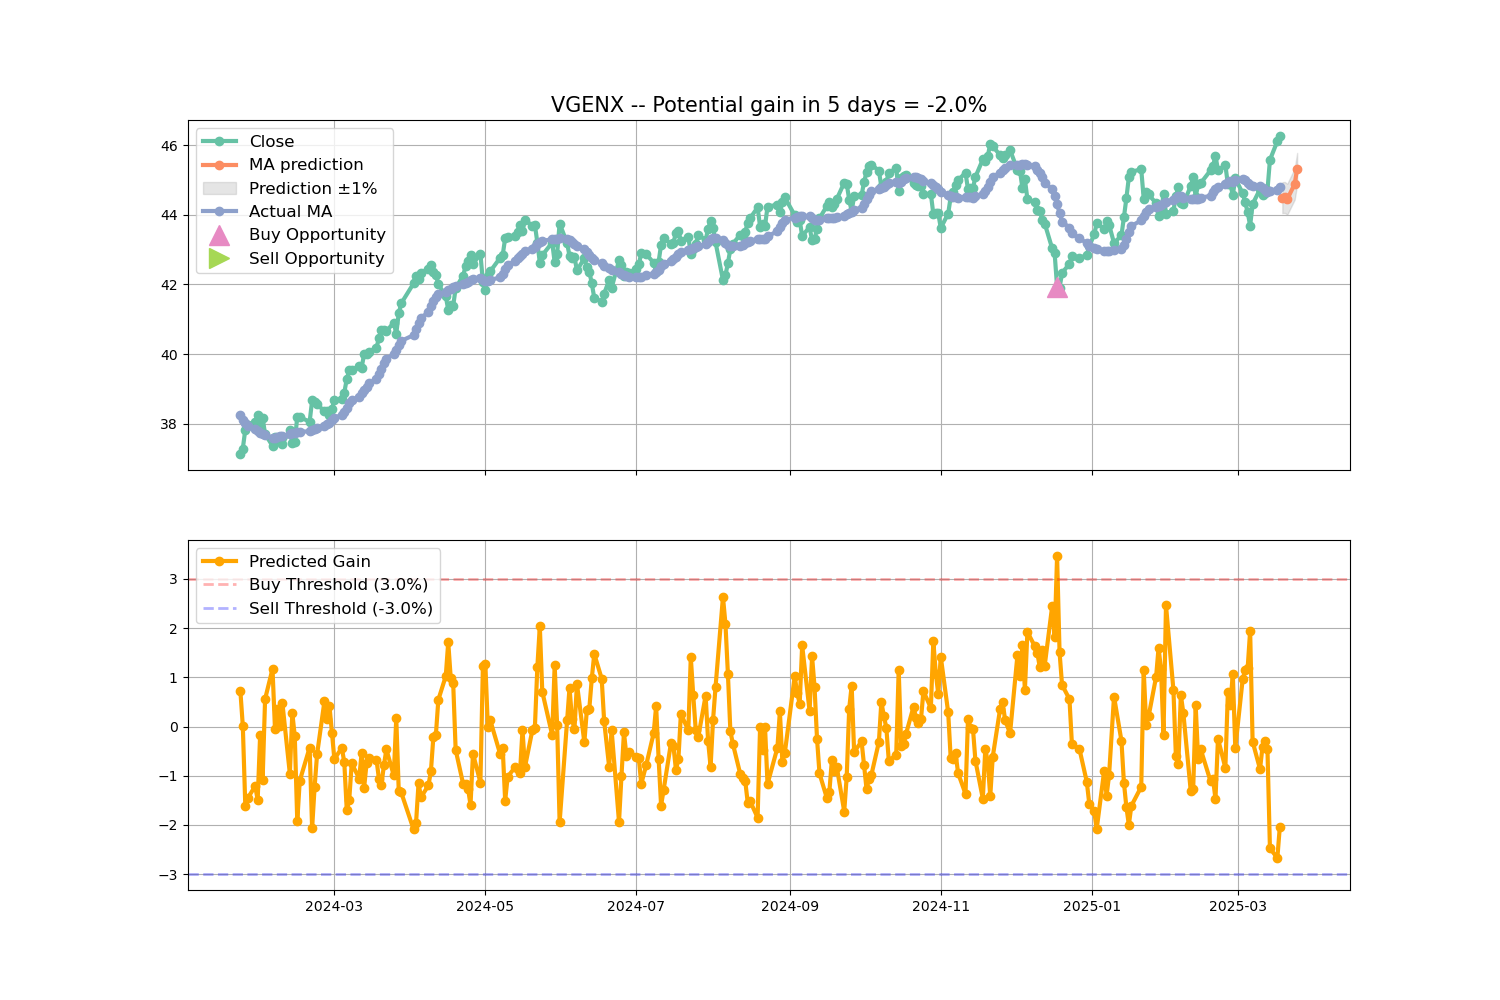 VGENX -- Potential gain in 5 days = -2.0%
46
44
42
40
38
Close
MA prediction
Prediction ±1%
Actual MA
Buy Opportunity
Sell Opportunity
3
2
1
0
−1
−2
−3
Predicted Gain
Buy Threshold (3.0%)
Sell Threshold (-3.0%)
2024-03
2024-05
2024-07
2024-09
2024-11
2025-01
2025-03